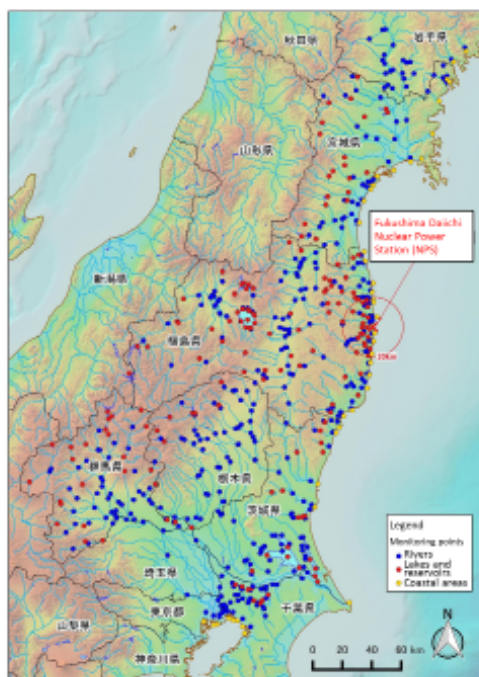 秋田県
岩手県
宮城県
山形県
Fukushima Daiichi
Nuclear Power
Station (NPS)
新潟県
福島県
20km
群馬県
栃木県
茨城県
Legend
Monitoring points
Rivers
Lakes and
reservoirs
Coastal areas
埼玉県
東京都
千葉県
山梨県
神奈川県
N
0 20 40 60 km